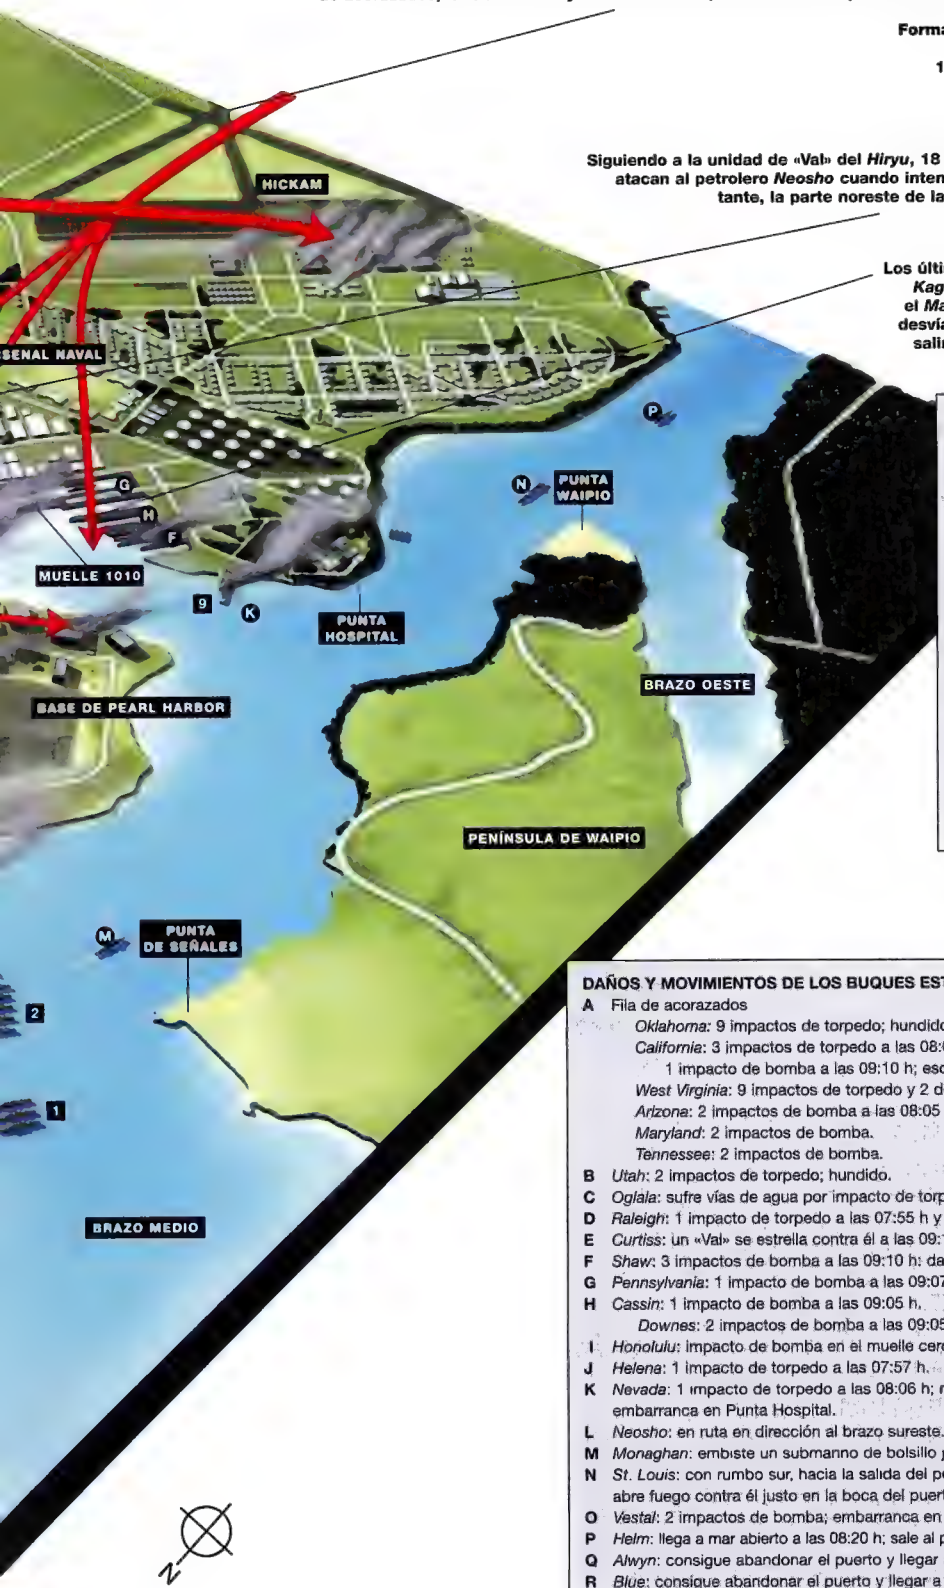 Forma
1
Siguiendo a la unidad de «Val» del Hiryu, 18
atacan al petrolero Neosho cuando inten
tante, la parte noreste de la
Los últi
Kag
el Ma
desvía
salir
HICKAM
SENAL NAVAL
P
N
PUNTA
WAIPIO
G
H
F
MUELLE 1010
9
K
PUNTA
HOSPITAL
BASE DE PEARL HARBOR
BRAZO OESTE
PENÍNSULA DE WAIPIO
M
PUNTA
DE SEÑALES
2
1
BRAZO MEDIO
N
DAÑOS Y MOVIMIENTOS DE LOS BUQUES EST
A Fila de acorazados
Oklahoma: 9 impactos de torpedo; hundido
California: 3 impactos de torpedo a las 08:0
1 impacto de bomba a las 09:10 h; esc
West Virginia: 9 impactos de torpedo y 2 d
Arizona: 2 impactos de bomba a las 08:05
Maryland: 2 impactos de bomba.
Tennessee: 2 impactos de bomba.
B Utah: 2 impactos de torpedo; hundido.
C Oglala: sufre vías de agua por impacto de torp
D Raleigh: 1 impacto de torpedo a las 07:55 h y
E Curtiss: un «Val» se estrella contra él a las 09:1
F Shaw: 3 impactos de bomba a las 09:10 h: da
G Pennsylvania: 1 impacto de bomba a las 09:07
H Cassin: 1 impacto de bomba a las 09:05 h.
Downes: 2 impactos de bomba a las 09:05
I Honolulu: impacto de bomba en el muelle cerc
J Helena: 1 impacto de torpedo a las 07:57 h.
K Nevada: 1 impacto de torpedo a las 08:06 h; r
embarranca en Punta Hospital.
L Neosho: en ruta en dirección al brazo sureste.
M Monaghan: embiste un submarino de bolsillo y
N St. Louis: con rumbo sur, hacia la salida del pu
abre fuego contra él justo en la boca del puert
O Vestal: 2 impactos de bomba; embarranca en
P Helm: llega a mar abierto a las 08:20 h; sale al p
Q Alwyn: consigue abandonar el puerto y llegar
R Blue: consigue abandonar el puerto y llegar a